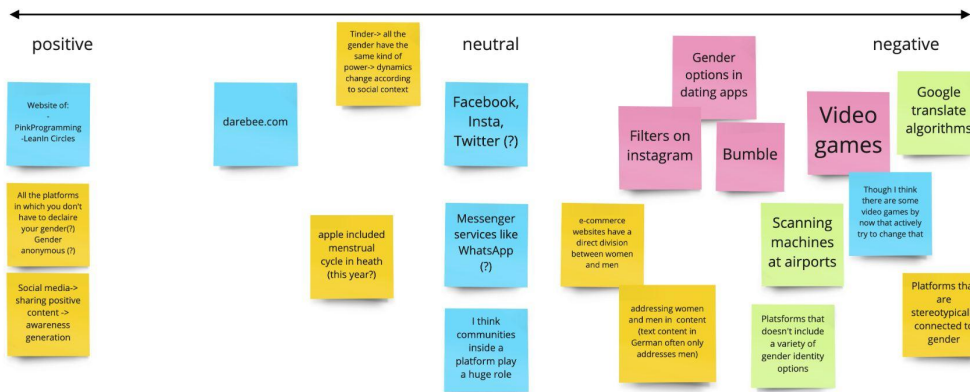 positive
neutral
negative
Website of:
-
PinkProgramming
-LeanIn Circles
darebee.com
Tinder-> all the
gender have the
same kind of
power-> dynamics
change according
to social context
Facebook,
Insta,
Twitter (?)
Gender
options in
dating apps
Filters on
instagram
Bumble
Video
games
Google
translate
algorithms
All the platforms
in which you don't
have to declaire
your gender(?)
Gender
anonymous (?)
apple included
menstrual
cycle in heath
(this year?)
Messenger
services like
WhatsApp
(?)
e-commerce
websites have a
direct division
between women
and men
Scanning
machines
at airports
Though I think
there are some
video games by
now that actively
try to change that
Social media->
sharing positive
content ->
awareness
generation
I think
communities
inside a
platform play
a huge role
addressing women
and men in content
(text content in
German often only
addresses men)
Platsforms that
doesn't include
a variety of
gender identity
options
Platforms that
are
stereotypicall
connected to
gender